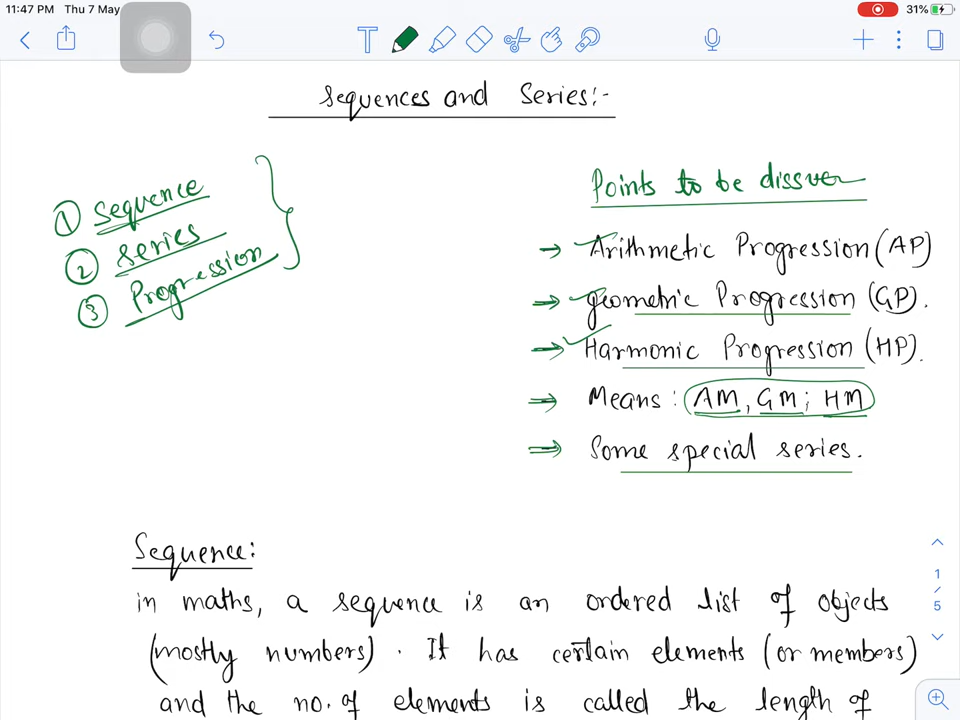 11:47 PM Thu 7 May
31%
Sequences and Series:-
① Sequence
② Series
③ Progression
Points to be
→ Arithmetic Progression (AP)
→ Geometric Progression (GP).
→ Harmonic Progression (HP).
→ Means : AM, GM; HM
⇒ Some special series.
Sequence:
in maths, a sequence is an ordered list of objects
(mostly numbers). It has certain elements (or members)
and the no. of elements is called the length of
1
/
5